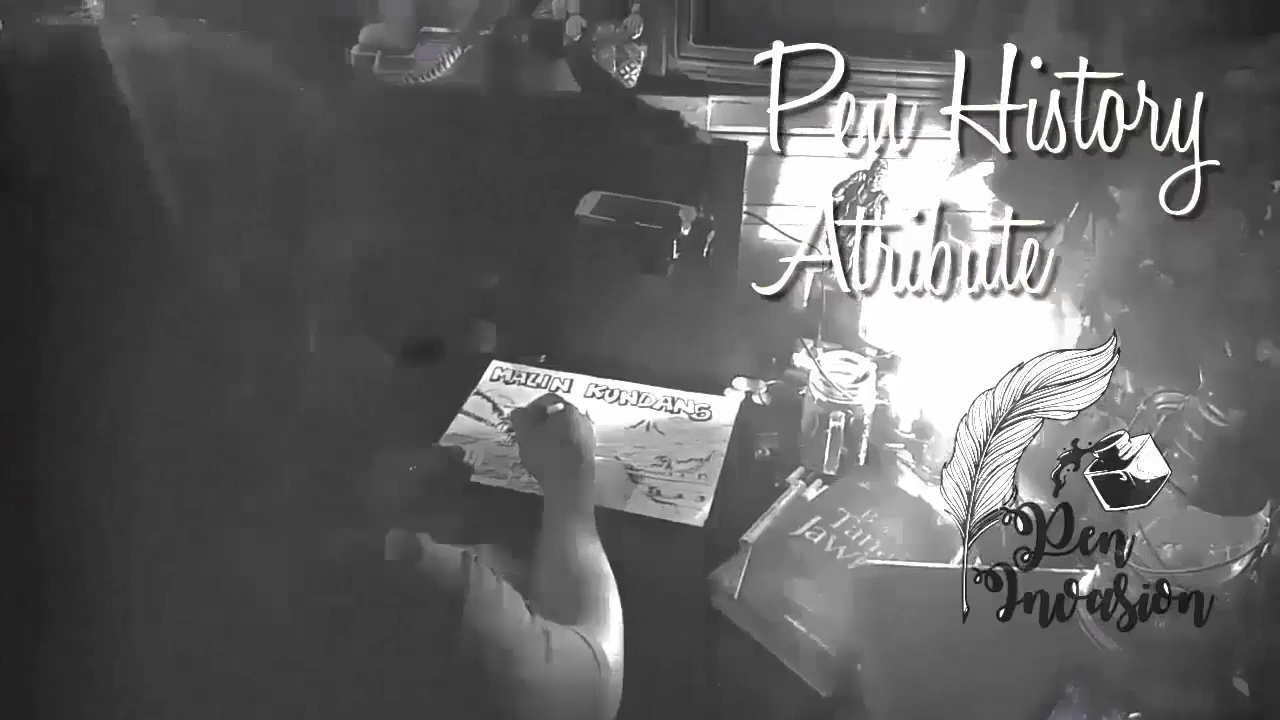 Pen History
Atribute
MALIN KUNDANG
Pen
Invasion